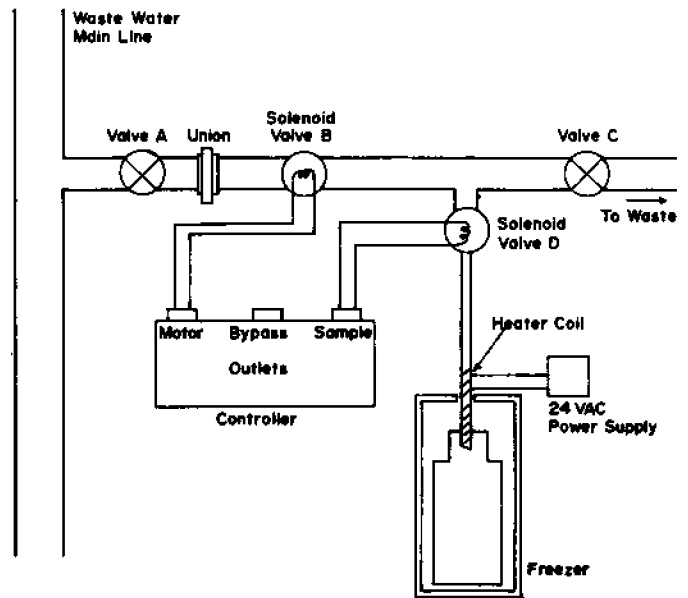 Waste Water
Main Line
Valve A
Union
Solenoid
Valve B
Valve C
To Waste
Solenoid
Valve D
Motor
Bypass
Sample
Outlets
Controller
Heater Coil
24 VAC
Power Supply
Freezer